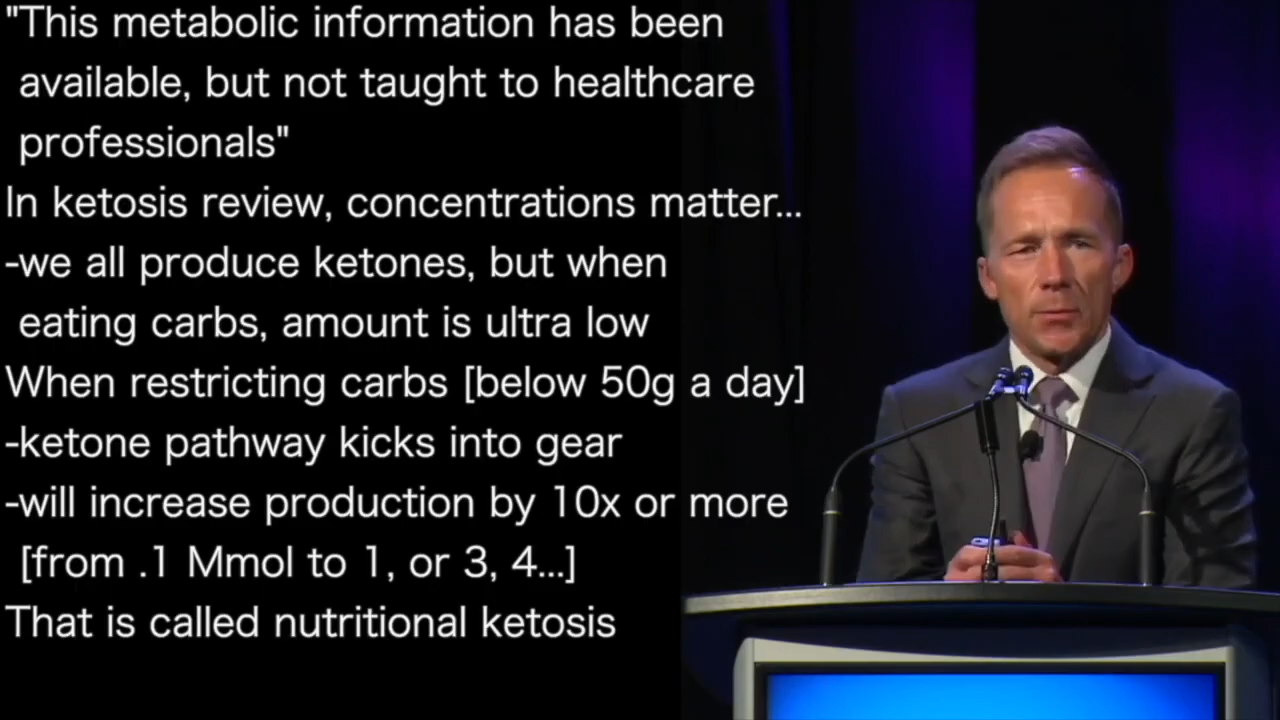 "This metabolic information has been
available, but not taught to healthcare
professionals"
In ketosis review, concentrations matter...
-we all produce ketones, but when
eating carbs, amount is ultra low
When restricting carbs [below 50g a day]
-ketone pathway kicks into gear
-will increase production by 10x or more
[from .1 Mmol to 1, or 3, 4...]
That is called nutritional ketosis